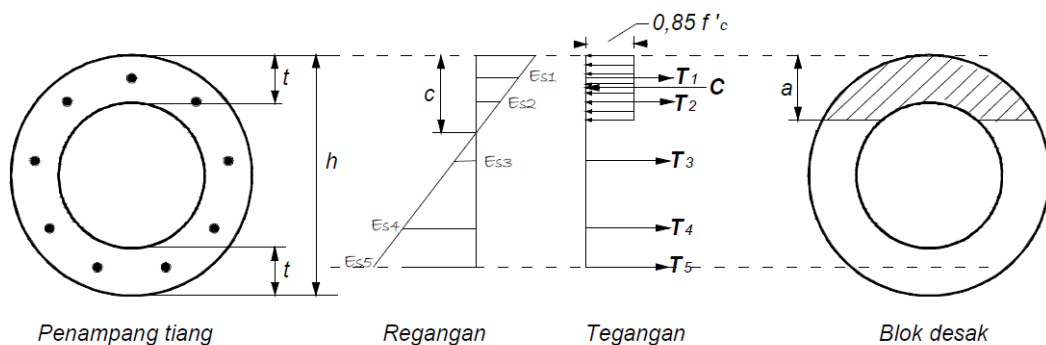 0,85 f 'c
t
h
t
c
Es1
Es2
Es3
Es4
Es5
T1
C
T2
T3
T4
T5
a
Penampang tiang
Regangan
Tegangan
Blok desak